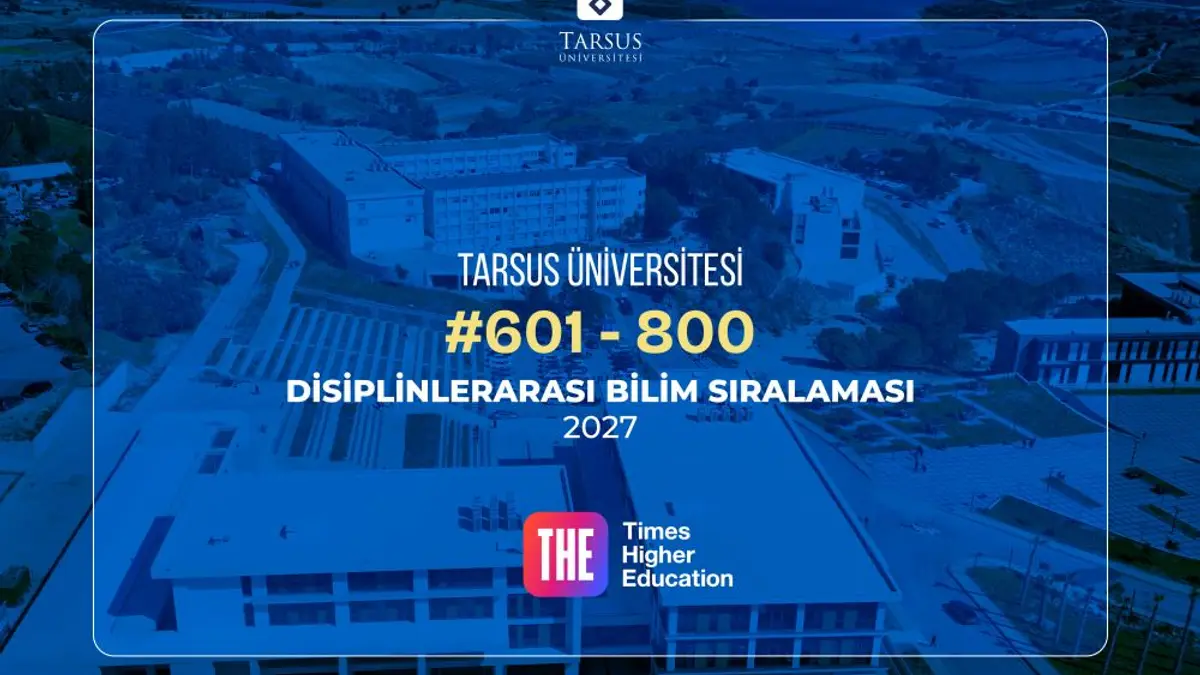 TARSUS
ÜNİVERSİTESİ
TARSUS ÜNİVERSİTESİ
#601 - 800
DİSİPLİNLERARASI BİLİM SIRALAMASI
2027
THE Times
Higher
Education